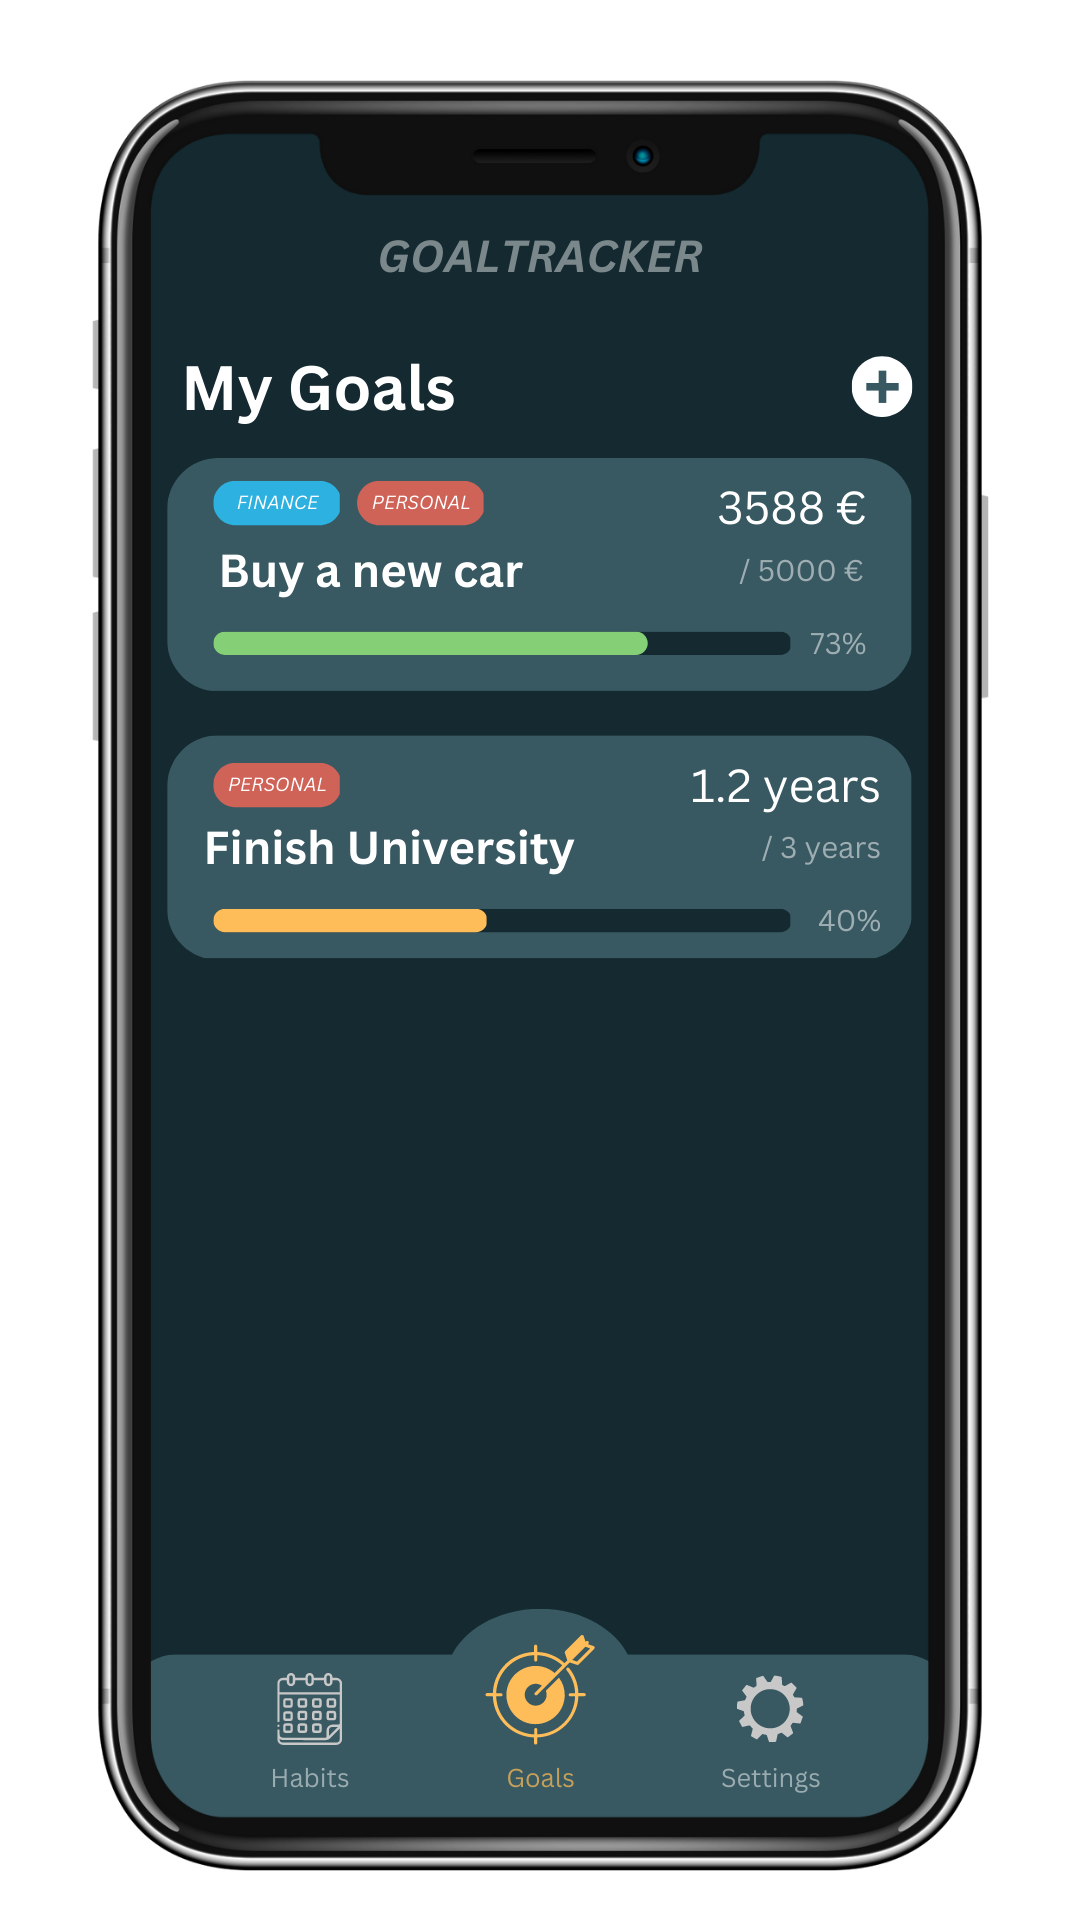 GOALTRACKER
My Goals
FINANCE PERSONAL
3588 €
Buy a new car
/ 5000 €
73%
PERSONAL
1.2 years
Finish University
/ 3 years
40%
Habits
Goals
Settings